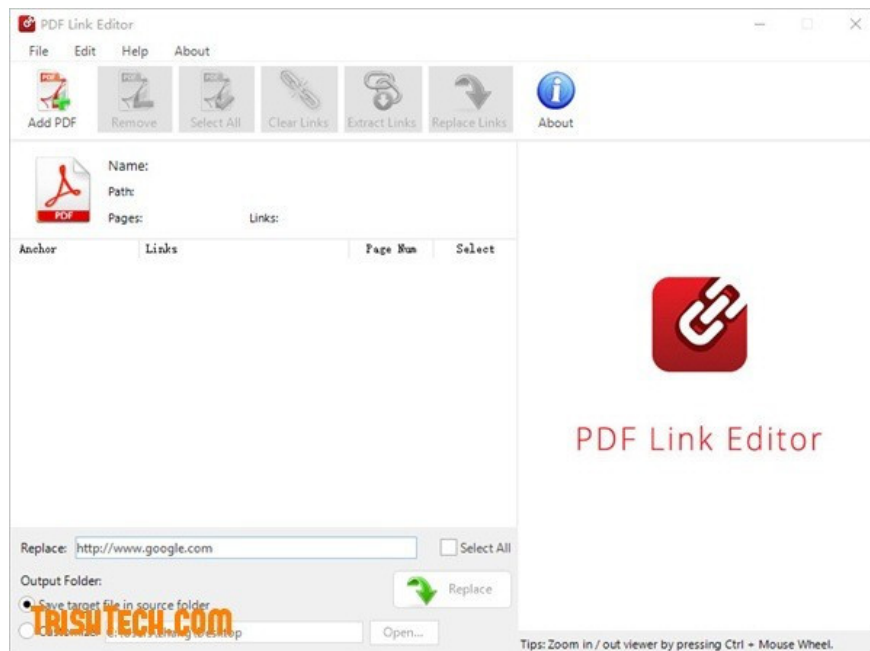 PDF Link Editor
File Edit Help About
Add PDF Remove Select All Clear Links Extract Links Replace Links About
Name:
Path:
PDF
Pages: Links:
Anchor Links Page Num Select
PDF Link Editor
Replace: http://www.google.com Select All
Output Folder:
Replace
Save target file in source folder
TRISHTECH.COM
Open...
Tips: Zoom in / out viewer by pressing Ctrl + Mouse Wheel.